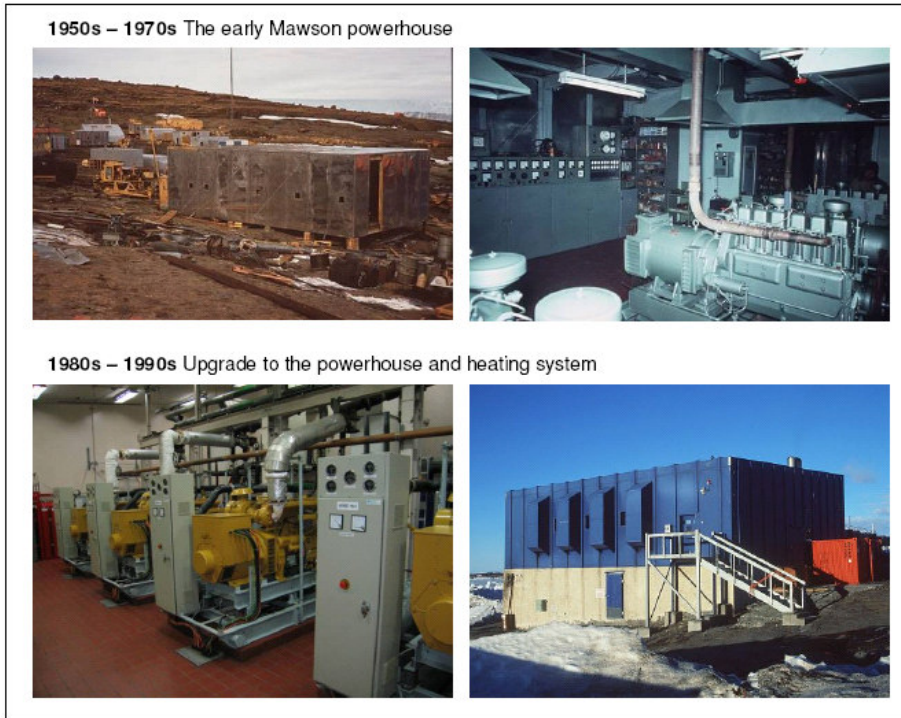 1950s – 1970s The early Mawson powerhouse
1980s – 1990s Upgrade to the powerhouse and heating system